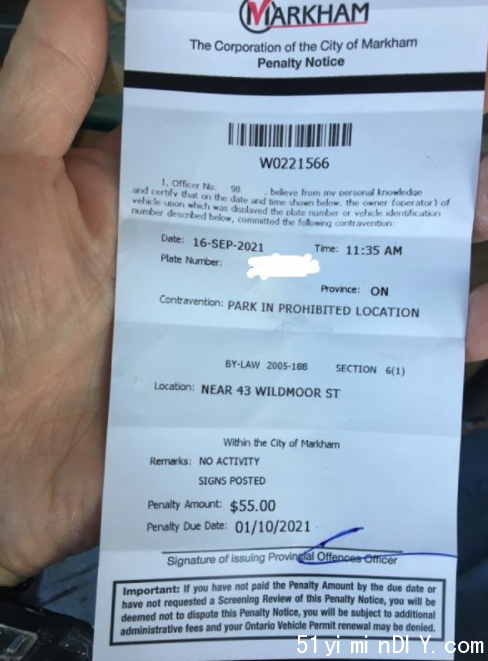 MARKHAM
The Corporation of the City of Markham
Penalty Notice
W0221566
I, Officer No. 98 , believe from my personal knowledge
and certify that on the date and time shown below, the owner (operator) of
vehicle upon which was displayed the plate number or vehicle identification
number described below, committed the following contravention:
Date: 16-SEP-2021 Time: 11:35 AM
Plate Number:
Province: ON
Contravention: PARK IN PROHIBITED LOCATION
BY-LAW 2005-188 SECTION 6(1)
Location: NEAR 43 WILDMOOR ST
Within the City of Markham
Remarks: NO ACTIVITY
SIGNS POSTED
Penalty Amount: $55.00
Penalty Due Date: 01/10/2021
Signature of issuing Provincial Offences Officer
Important: If you have not paid the Penalty Amount by the due date or
have not requested a Screening Review of this Penalty Notice, you will be
deemed not to dispute this Penalty Notice, you will be subject to additional
administrative fees and your Ontario Vehicle Permit renewal may be denied.
51yiminDIY.com